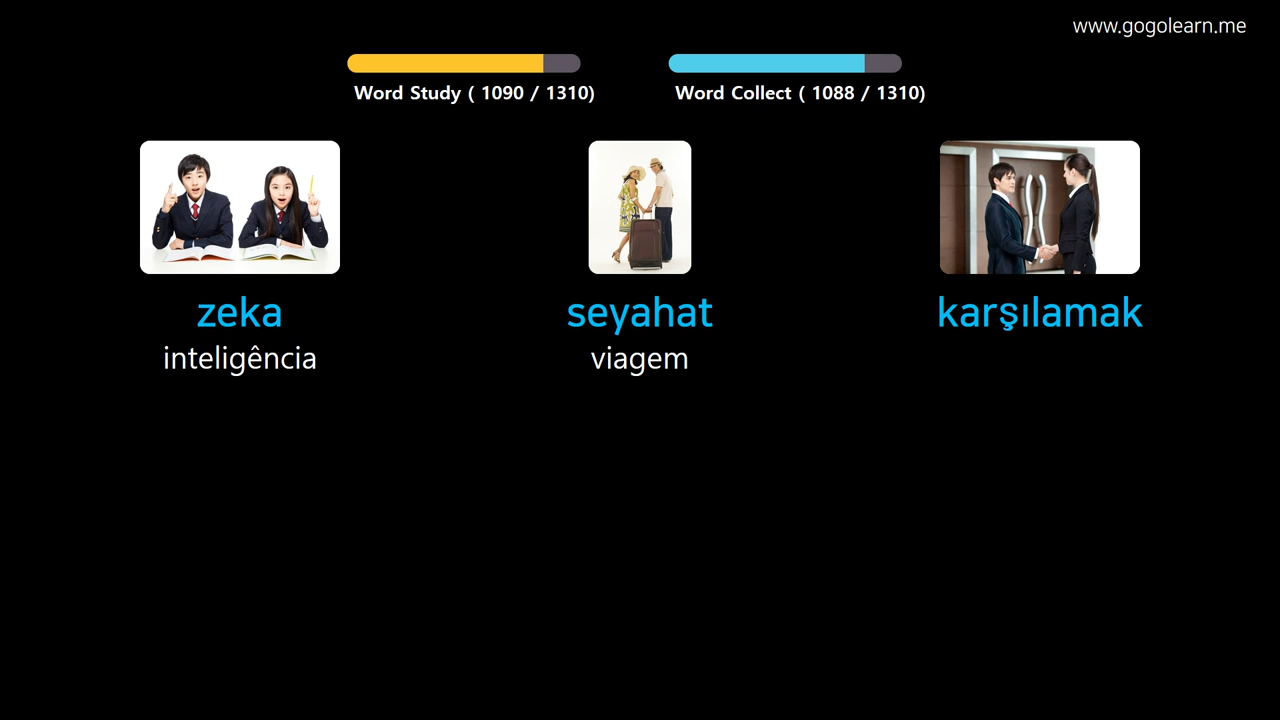 www.gogolearn.me
Word Study ( 1090 / 1310)
Word Collect ( 1088 / 1310)
zeka
inteligência
seyahat
viagem
karşılamak